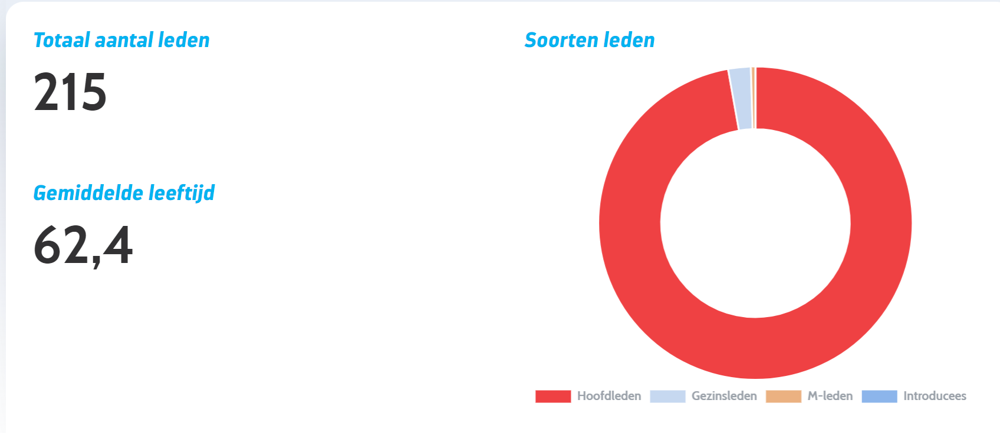 Totaal aantal leden
215
Gemiddelde leeftijd
62,4
Soorten leden
Hoofdleden Gezinsleden M-leden Introducees